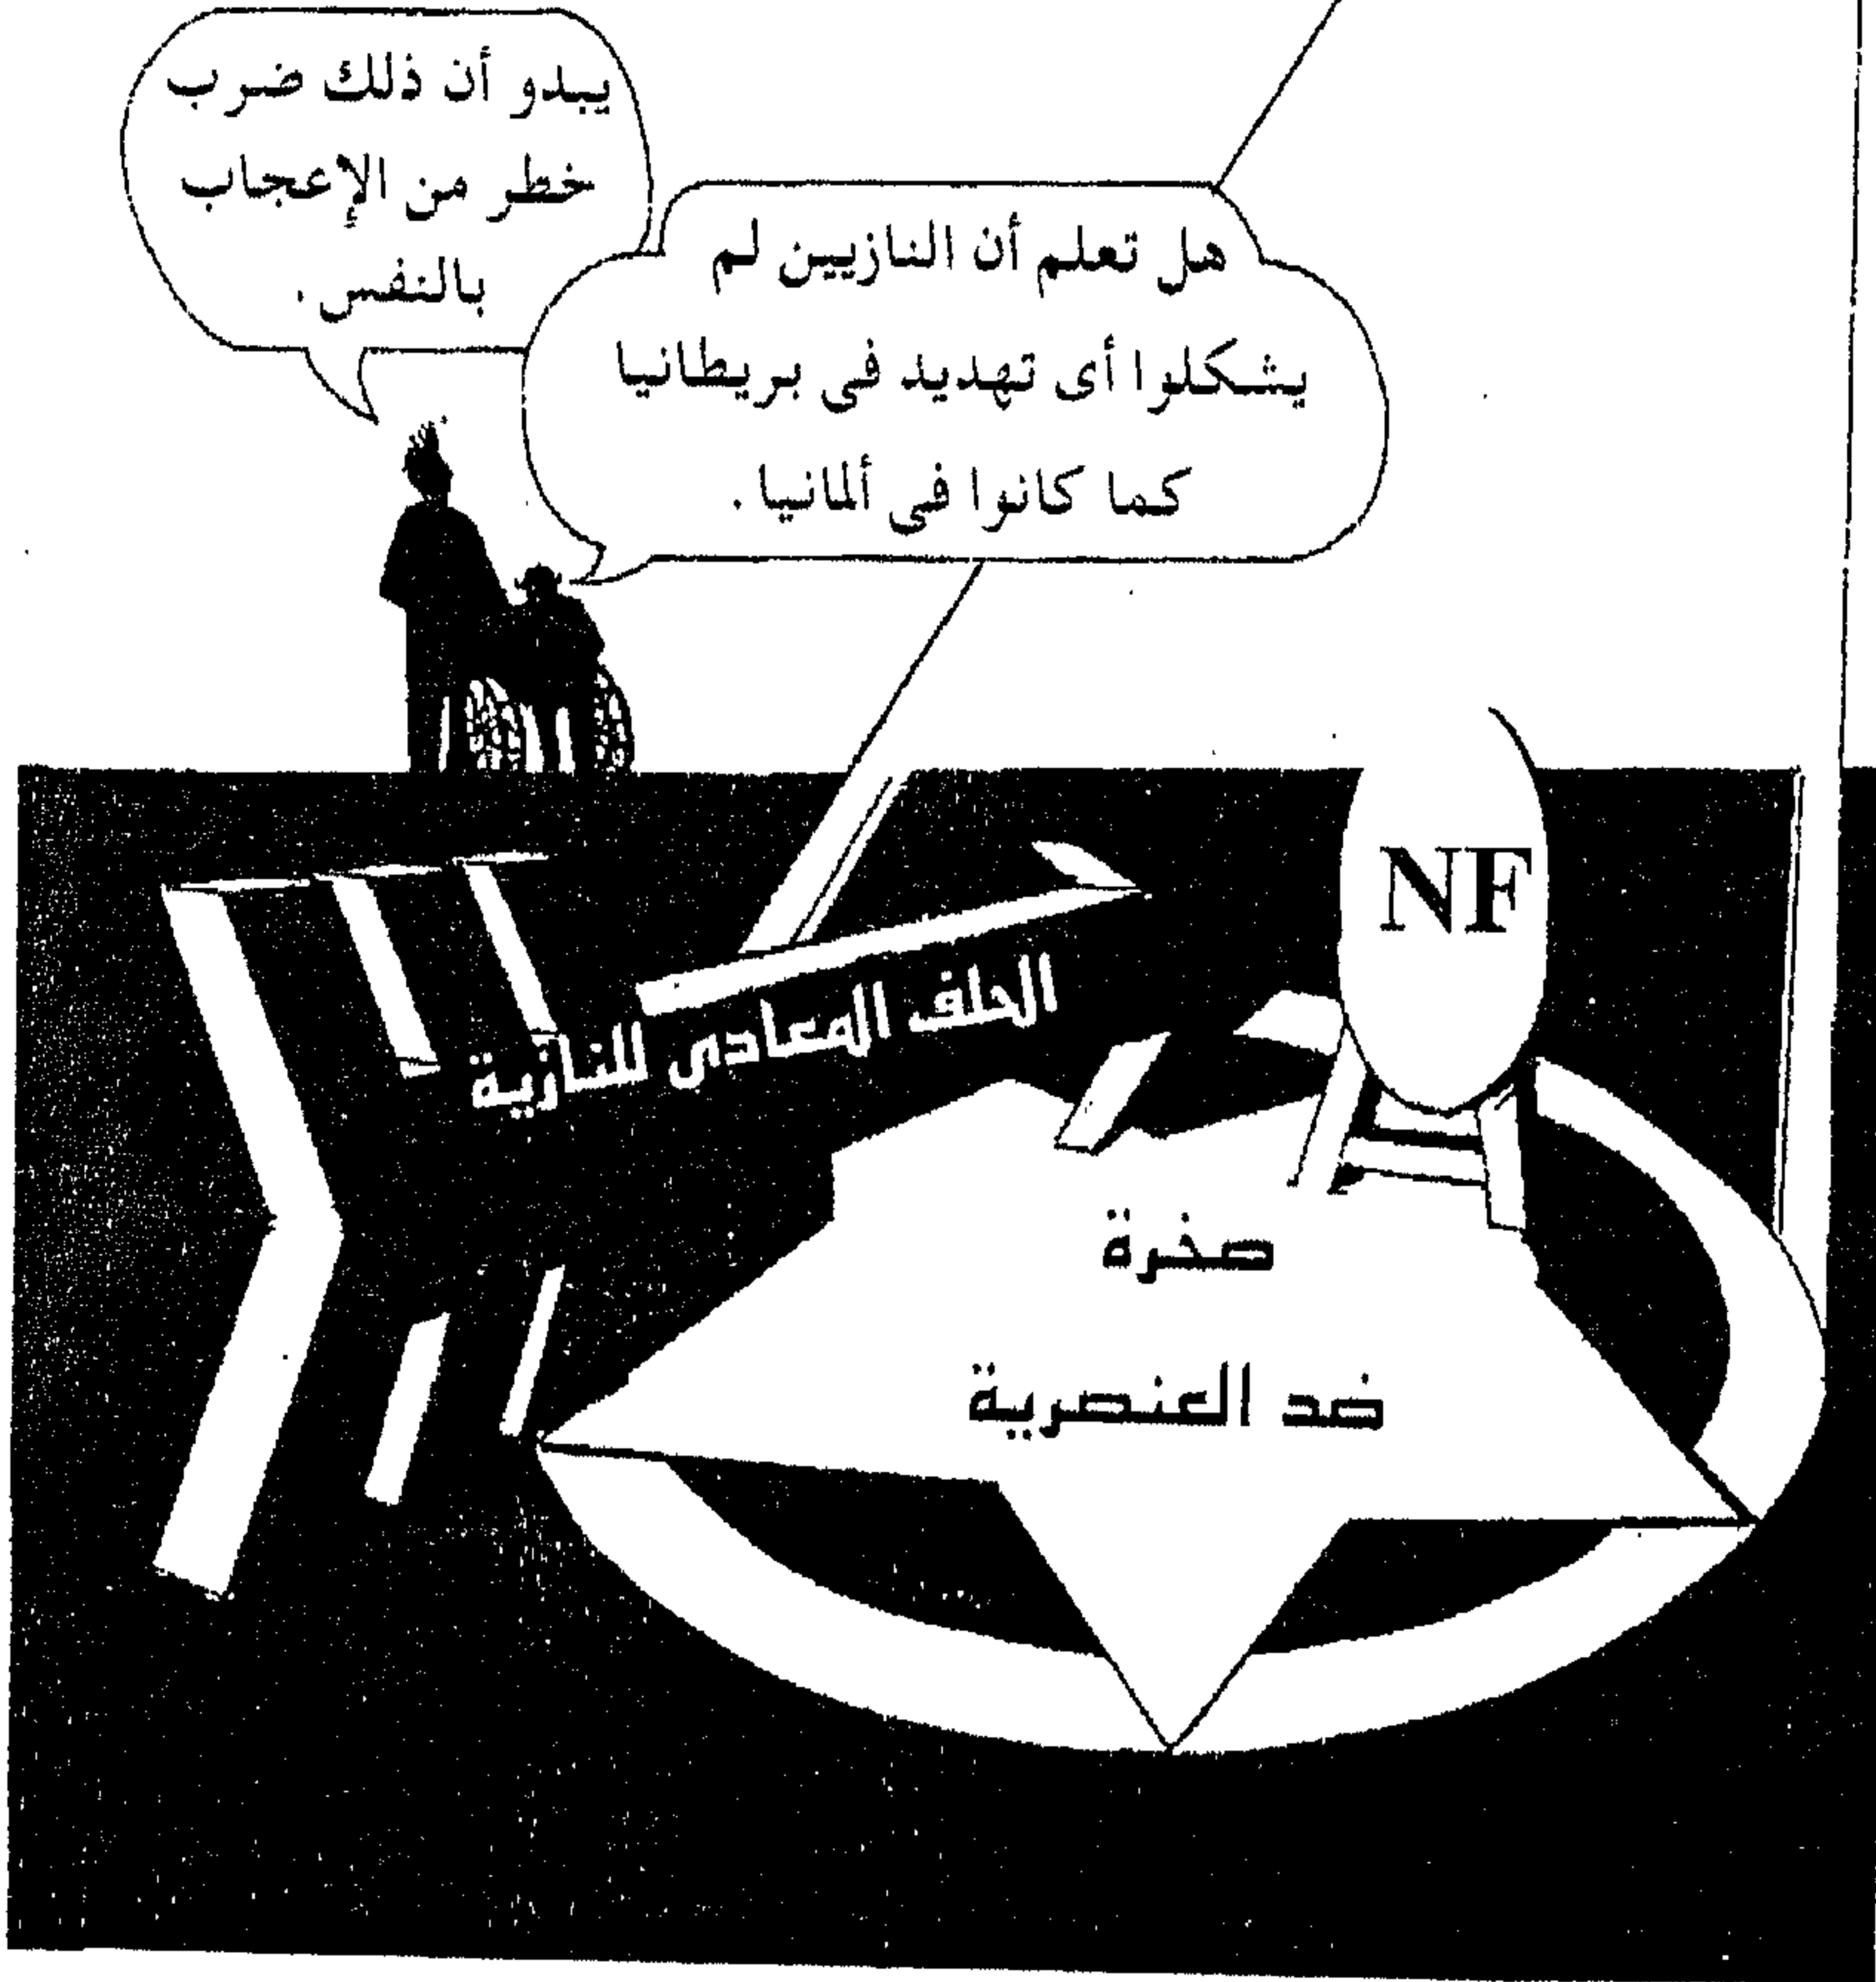 يبدو أن ذلك ضرب
خطر من الإعجاب
بالنفس .
هل تعلم أن النازيين لم
يشكلوا أى تهديد فى بريطانيا
كما كانوا فى ألمانيا .
NF
الحلف المعادى للنازية
صخرة
ضد العنصرية